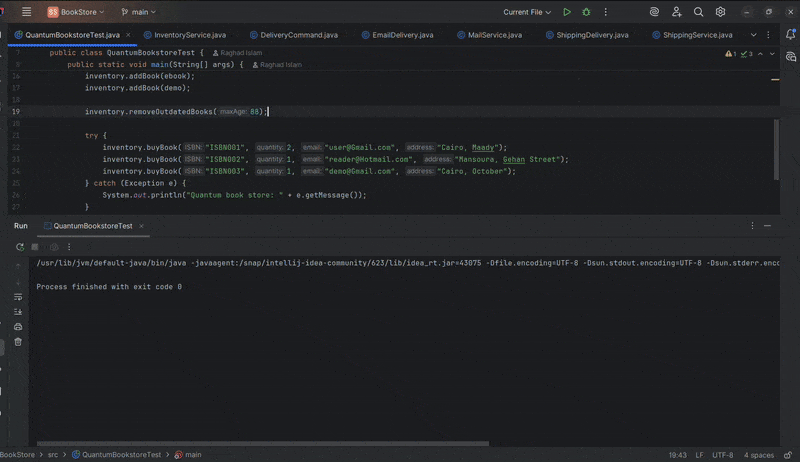 BS BookStore main Current File
QuantumBookstoreTest.java InventoryService.java DeliveryCommand.java EmailDelivery.java MailService.java ShippingDelivery.java ShippingService.java
public class QuantumBookstoreTest { Raghad Islam 1 3
public static void main(String[] args) { Raghad Islam
16 inventory.addBook(ebook);
17 inventory.addBook(demo);
19 inventory.removeOutdatedBooks( maxAge: 88);
20
21 try {
22 inventory.buyBook( ISBN: "ISBN001", quantity: 2, email: "user@Gmail.com", address: "Cairo, Maady");
23 inventory.buyBook( ISBN: "ISBN002", quantity: 1, email: "reader@Hotmail.com", address: "Mansoura, Gehan Street");
24 inventory.buyBook( ISBN: "ISBN003", quantity: 1, email: "demo@Gmail.com", address: "Cairo, October");
25 } catch (Exception e) {
26 System.out.println("Quantum book store: " + e.getMessage());
27 }
Run QuantumBookstoreTest
/usr/lib/jvm/default-java/bin/java -javaagent:/snap/intellij-idea-community/623/lib/idea_rt.jar=43075 -Dfile.encoding=UTF-8 -Dsun.stdout.encoding=UTF-8 -Dsun.stderr.enco
Process finished with exit code 0
BookStore > src > QuantumBookstoreTest > main 19:43 LF UTF-8 4 spaces